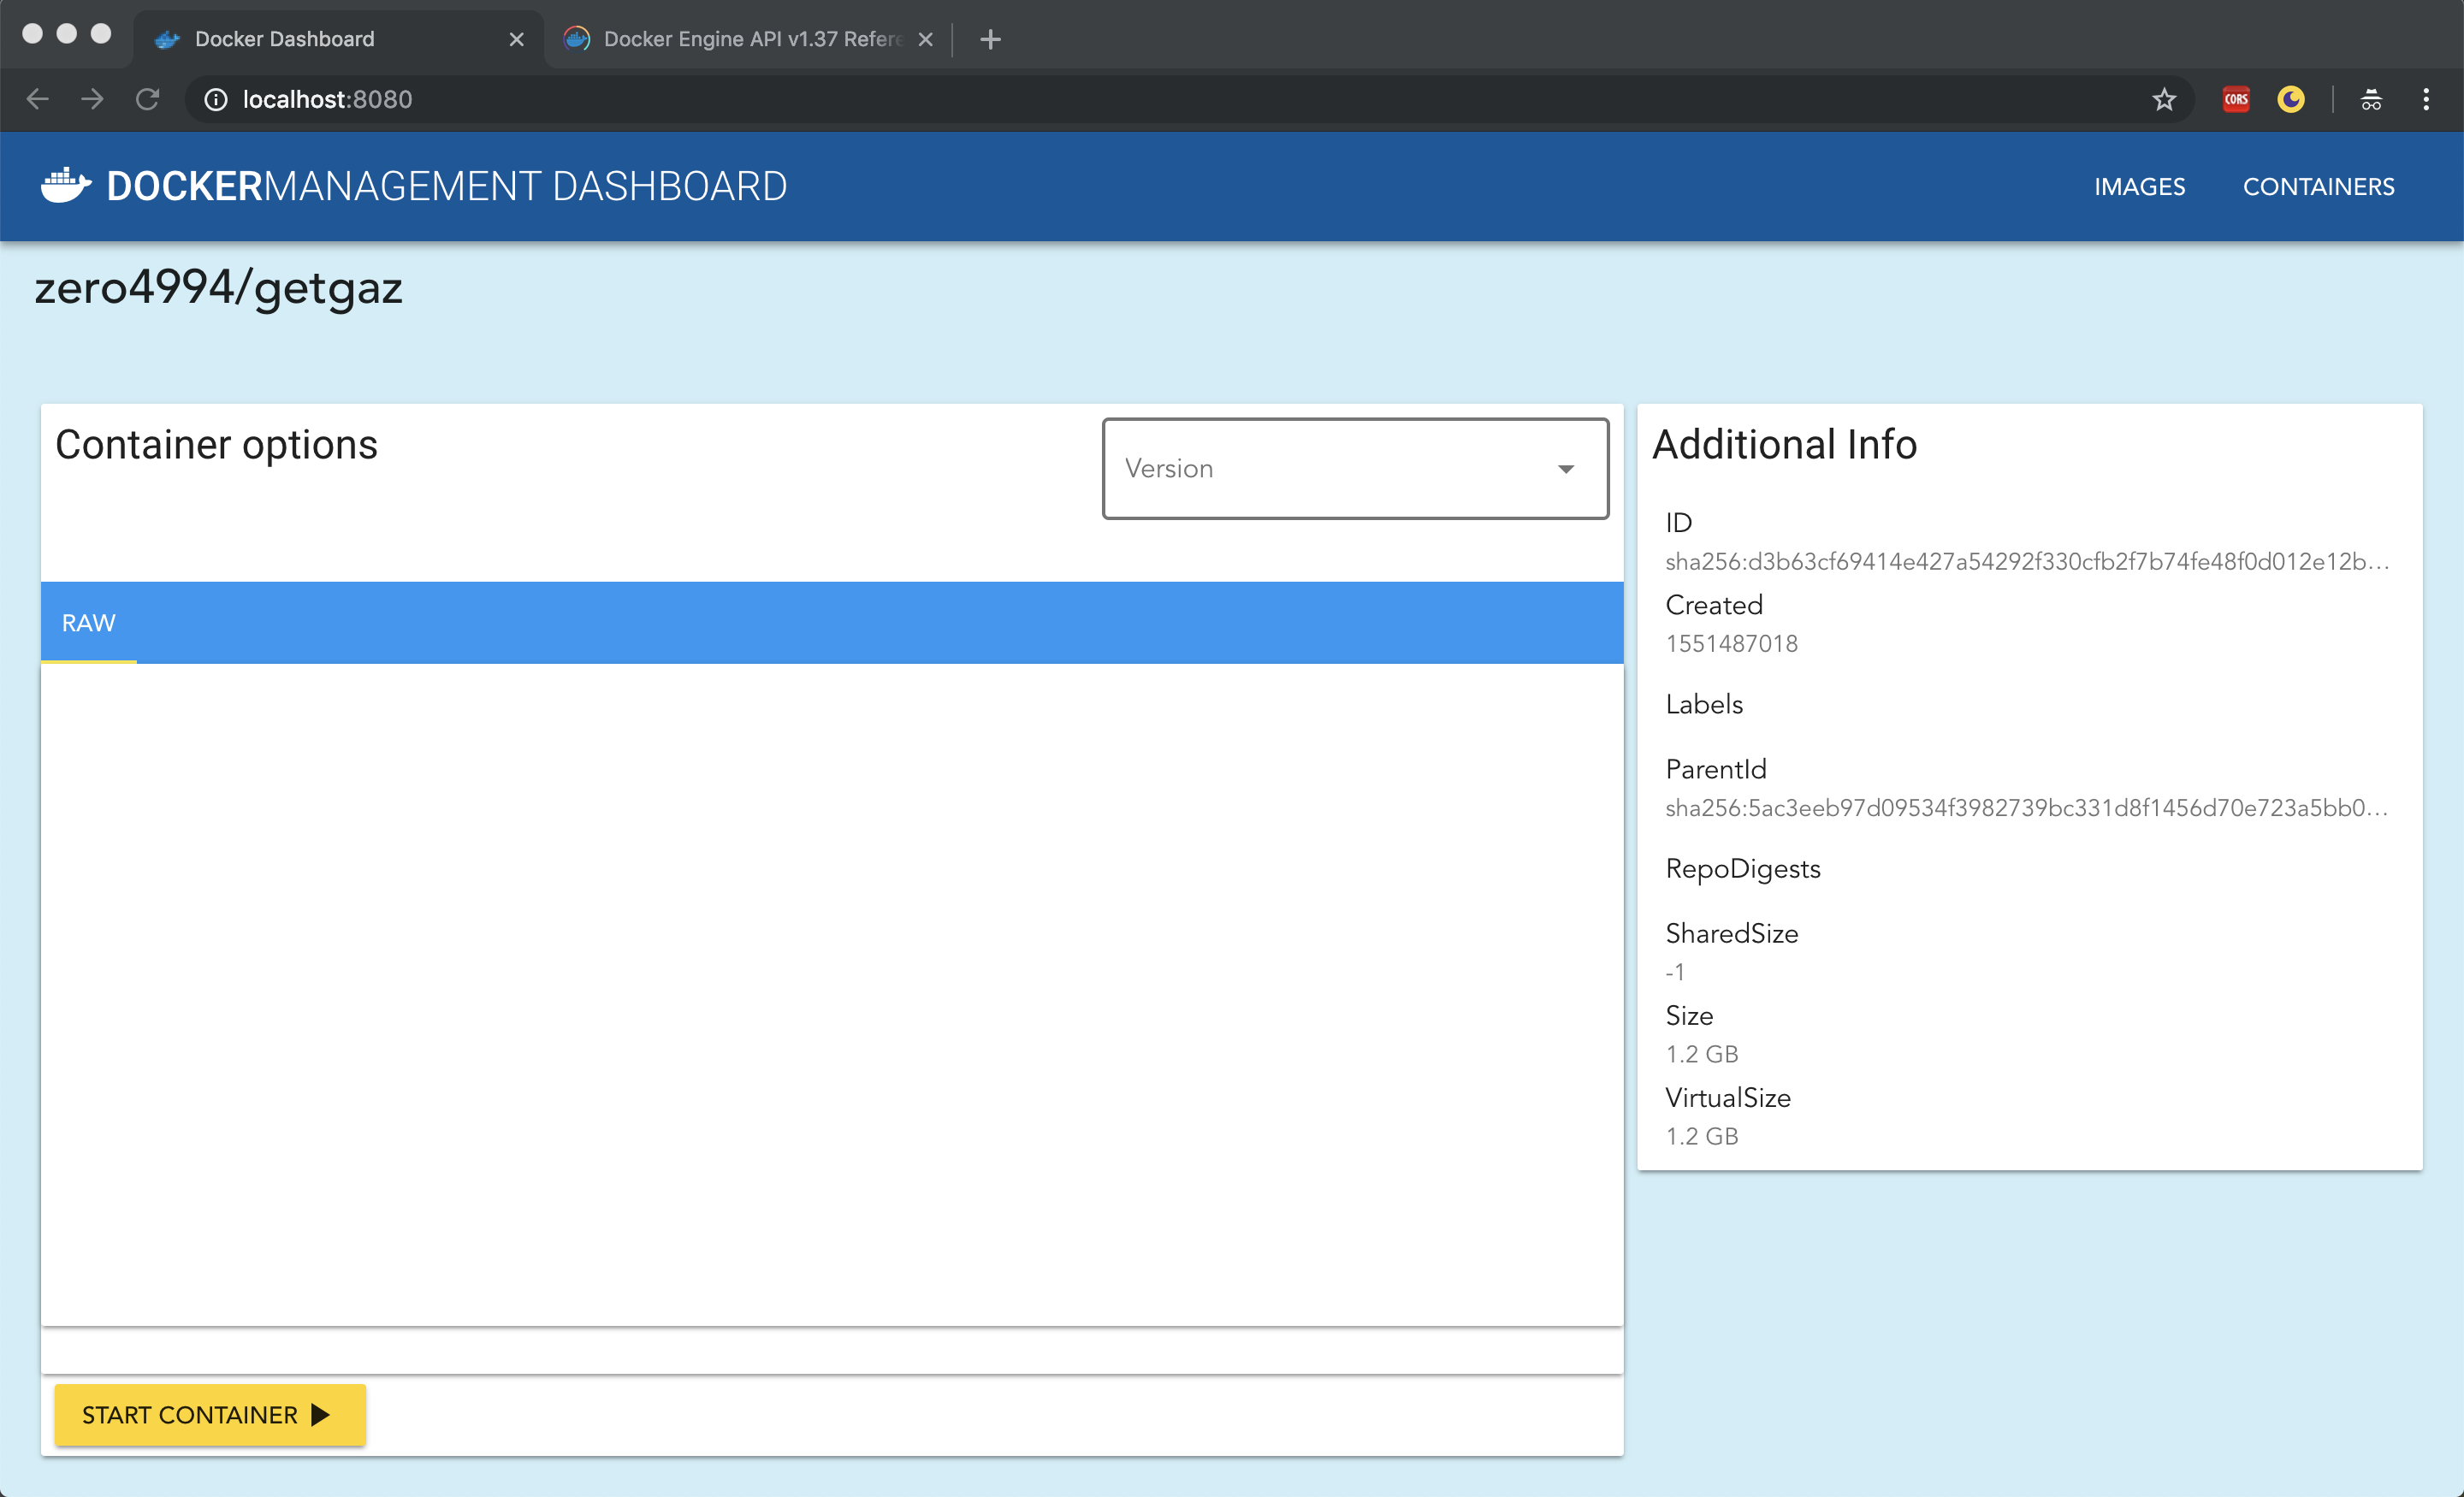 Docker Dashboard
Docker Engine API v1.37 Refere
localhost:8080
CORS
DOCKERMANAGEMENT DASHBOARD
IMAGES
CONTAINERS
zero4994/getgaz
Container options
Version
RAW
START CONTAINER
Additional Info
ID
sha256:d3b63cf69414e427a54292f330cfb2f7b74fe48f0d012e12b...
Created
1551487018
Labels
ParentId
sha256:5ac3eeb97d09534f3982739bc331d8f1456d70e723a5bb0...
RepoDigests
SharedSize
-1
Size
1.2 GB
VirtualSize
1.2 GB